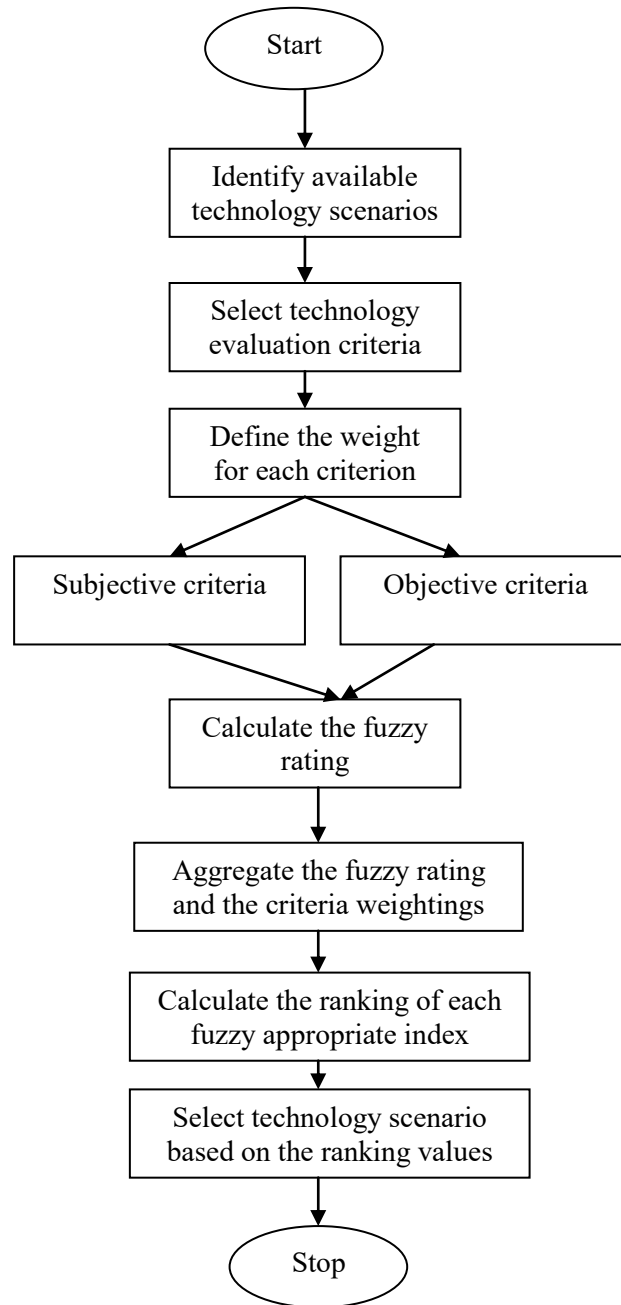 Start
Identify available
technology scenarios
Select technology
evaluation criteria
Define the weight
for each criterion
Subjective criteria
Objective criteria
Calculate the fuzzy
rating
Aggregate the fuzzy rating
and the criteria weightings
Calculate the ranking of each
fuzzy appropriate index
Select technology scenario
based on the ranking values
Stop